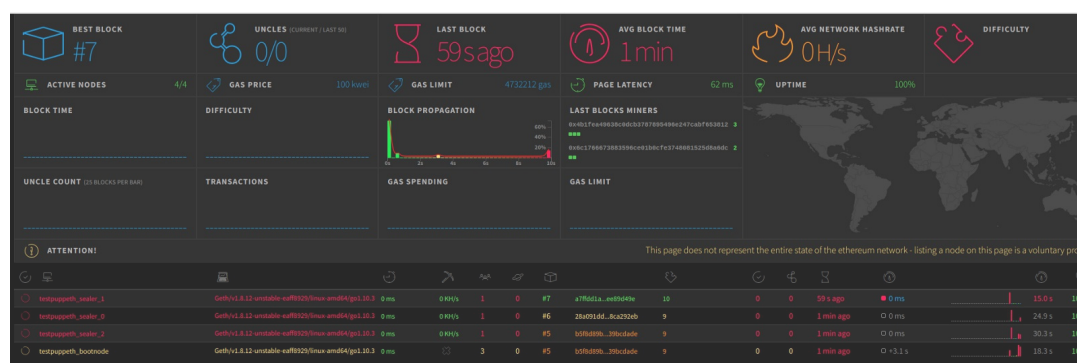 BEST BLOCK
#7
UNCLES (CURRENT / LAST 50)
0/0
LAST BLOCK
59 s ago
AVG BLOCK TIME
1 min
AVG NETWORK HASHRATE
0 H/s
DIFFICULTY
ACTIVE NODES 4/4
GAS PRICE 100 kwei
GAS LIMIT 4732212 gas
PAGE LATENCY 62 ms
UPTIME 100%
BLOCK TIME
DIFFICULTY
BLOCK PROPAGATION
60%
40%
20%
0s 2s 4s 6s 8s 10s
LAST BLOCKS MINERS
3
2
UNCLE COUNT (25 BLOCKS PER BAR)
TRANSACTIONS
GAS SPENDING
GAS LIMIT
ATTENTION!
This page does not represent the entire state of the ethereum network - listing a node on this page is a voluntary pro
testpuppeth_sealer_1 Geth/v1.8.12-unstable-eaff8929/linux-amd64/go1.10.3 0 ms 0 KH/s 1 0 #7 a7ffdd1a...ee89d49e 10 0 0 59 s ago 0 ms 15.0 s
testpuppeth_sealer_0 Geth/v1.8.12-unstable-eaff8929/linux-amd64/go1.10.3 0 ms 0 KH/s 1 0 #6 28a091dd...8ca292eb 9 0 0 1 min ago 0 ms 24.9 s
testpuppeth_sealer_2 Geth/v1.8.12-unstable-eaff8929/linux-amd64/go1.10.3 0 ms 0 KH/s 1 0 #5 b5f8d89b...39bcdade 9 0 0 1 min ago 0 ms 30.3 s
testpuppeth_bootnode Geth/v1.8.12-unstable-eaff8929/linux-amd64/go1.10.3 0 ms 3 0 #5 b5f8d89b...39bcdade 9 0 0 1 min ago +3.1 s 18.3 s